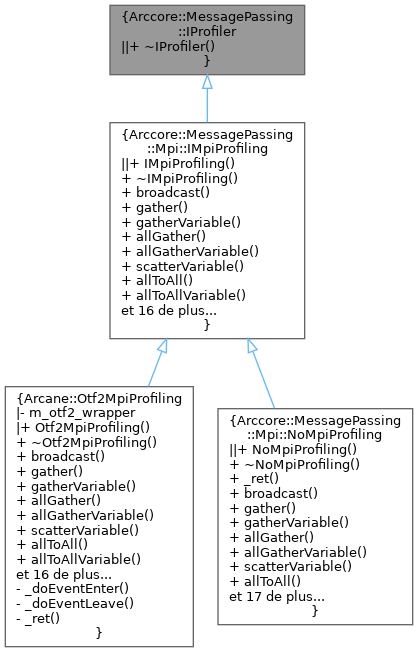 {Arccore::MessagePassing
::IProfiler
||+ ~IProfiler()
}
{Arccore::MessagePassing
::Mpi::IMpiProfiling
||+ IMpiProfiling()
+ ~IMpiProfiling()
+ broadcast()
+ gather()
+ gatherVariable()
+ allGather()
+ allGatherVariable()
+ scatterVariable()
+ allToAll()
+ allToAllVariable()
et 16 de plus...
}
{Arcane::Otf2MpiProfiling
|- m_otf2_wrapper
|+ Otf2MpiProfiling()
+ ~Otf2MpiProfiling()
+ broadcast()
+ gather()
+ gatherVariable()
+ allGather()
+ allGatherVariable()
+ scatterVariable()
+ allToAll()
+ allToAllVariable()
et 16 de plus...
- _doEventEnter()
- _doEventLeave()
- _ret()
}
{Arccore::MessagePassing
::Mpi::NoMpiProfiling
||+ NoMpiProfiling()
+ ~NoMpiProfiling()
+ _ret()
+ broadcast()
+ gather()
+ gatherVariable()
+ allGather()
+ allGatherVariable()
+ scatterVariable()
+ allToAll()
et 17 de plus...
}